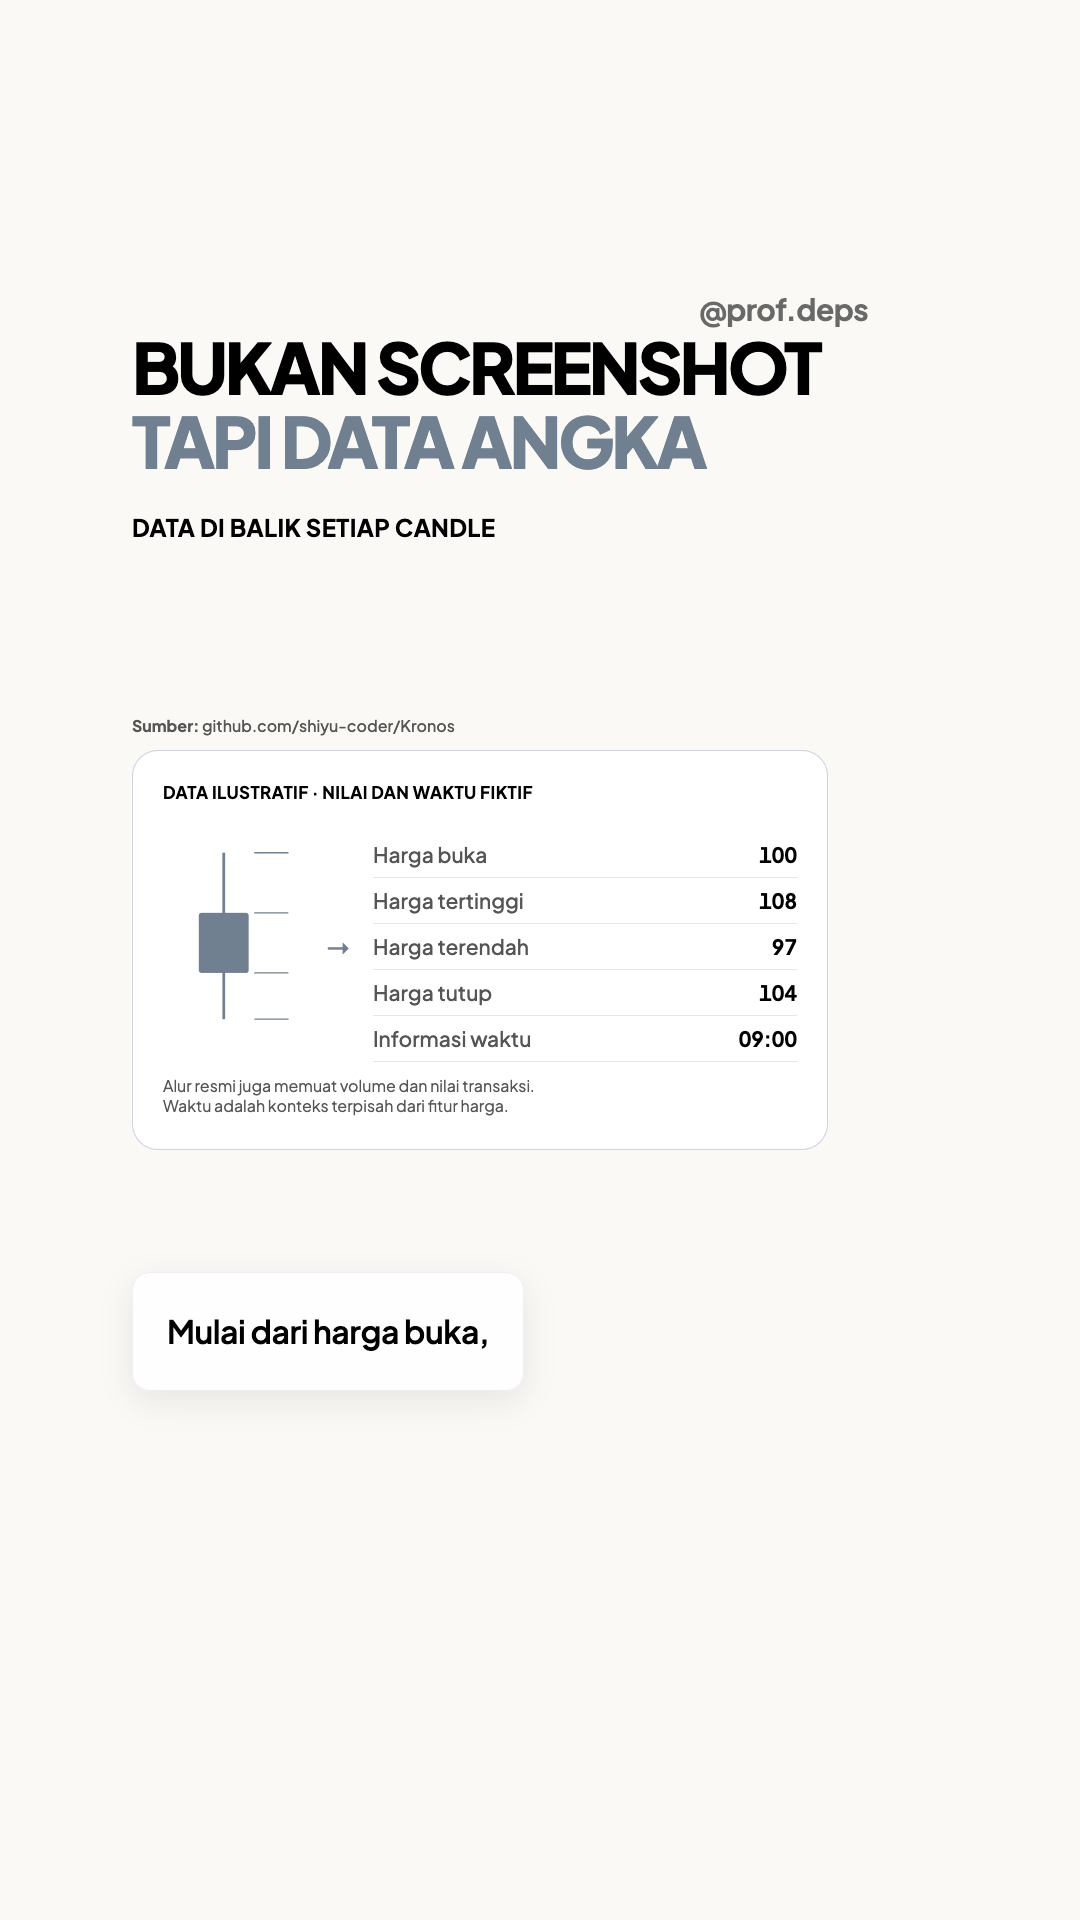 @prof.deps
BUKAN SCREENSHOT
TAPI DATA ANGKA
DATA DI BALIK SETIAP CANDLE
Sumber: github.com/shiyu-coder/Kronos
DATA ILUSTRATIF · NILAI DAN WAKTU FIKTIF
Harga buka 100
Harga tertinggi 108
→ Harga terendah 97
Harga tutup 104
Informasi waktu 09:00
Alur resmi juga memuat volume dan nilai transaksi.
Waktu adalah konteks terpisah dari fitur harga.
Mulai dari harga buka,